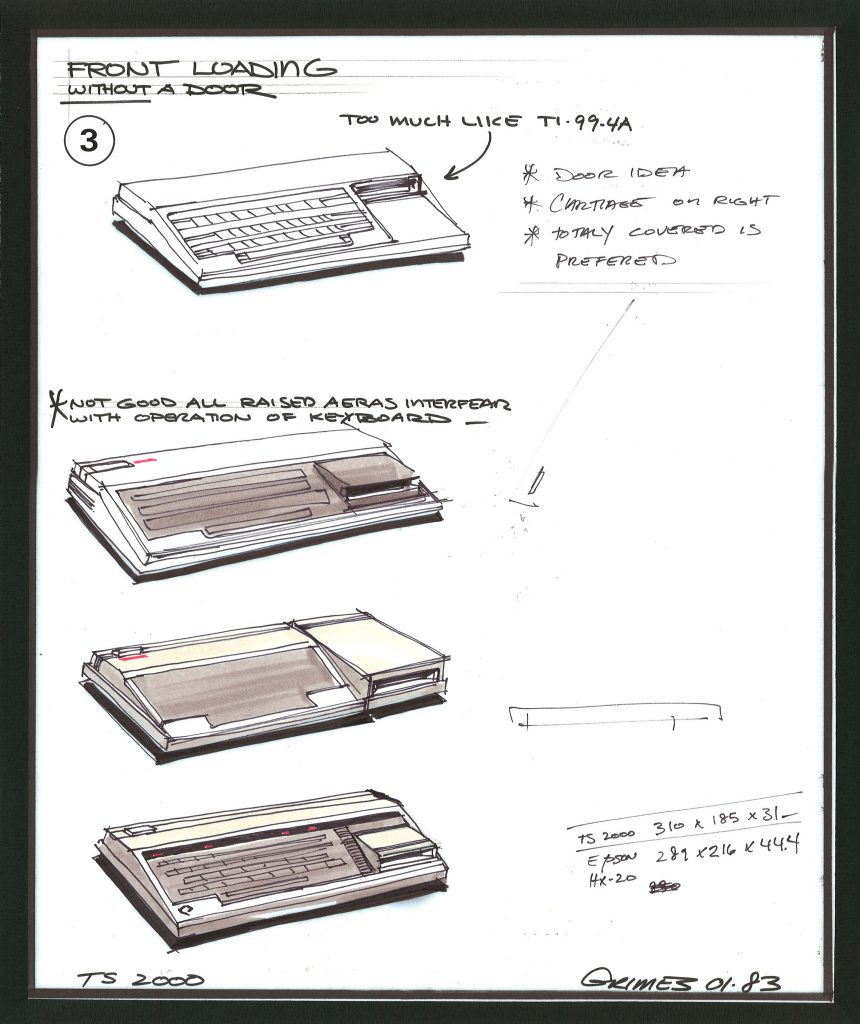 FRONT LOADING
WITHOUT A DOOR
3
TOO MUCH LIKE TI·99·4A
* DOOR IDEA
* CARTIAGE ON RIGHT
* TOTALY COVERED IS
PREFERED
* NOT GOOD ALL RAISED AERAS INTERFEAR
WITH OPERATION OF KEYBOARD —
TS 2000 310 x 185 x 31—
EPSON 289 x 216 x 44.4
HX-20
TS 2000
GRIMES 01·83